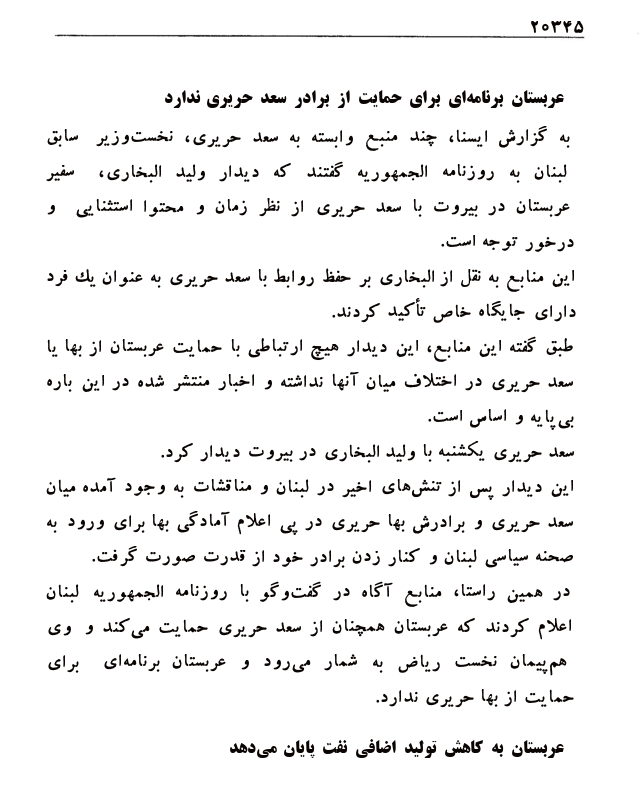 ۲۰۳۴۵
عربستان برنامه‌ای برای حمایت از برادر سعد حریری ندارد
به گزارش ایسنا، چند منبع وابسته به سعد حریری، نخست‌وزیر سابق
لبنان به روزنامه الجمهوریه گفتند که دیدار ولید البخاری، سفیر
عربستان در بیروت با سعد حریری از نظر زمان و محتوا استثنایی و
درخور توجه است.
این منابع به نقل از البخاری بر حفظ روابط با سعد حریری به عنوان یك فرد
دارای جایگاه خاص تأکید کردند.
طبق گفته این منابع، این دیدار هیچ ارتباطی با حمایت عربستان از بها یا
سعد حریری در اختلاف میان آنها نداشته و اخبار منتشر شده در این باره
بی‌پایه و اساس است.
سعد حریری یکشنبه با ولید البخاری در بیروت دیدار کرد.
این دیدار پس از تنش‌های اخیر در لبنان و مناقشات به وجود آمده میان
سعد حریری و برادرش بها حریری در پی اعلام آمادگی بها برای ورود به
صحنه سیاسی لبنان و کنار زدن برادر خود از قدرت صورت گرفت.
در همین راستا، منابع آگاه در گفت‌وگو با روزنامه الجمهوریه لبنان
اعلام کردند که عربستان همچنان از سعد حریری حمایت می‌کند و وی
هم‌پیمان نخست ریاض به شمار می‌رود و عربستان برنامه‌ای برای
حمایت از بها حریری ندارد.
عربستان به کاهش تولید اضافی نفت پایان می‌دهد